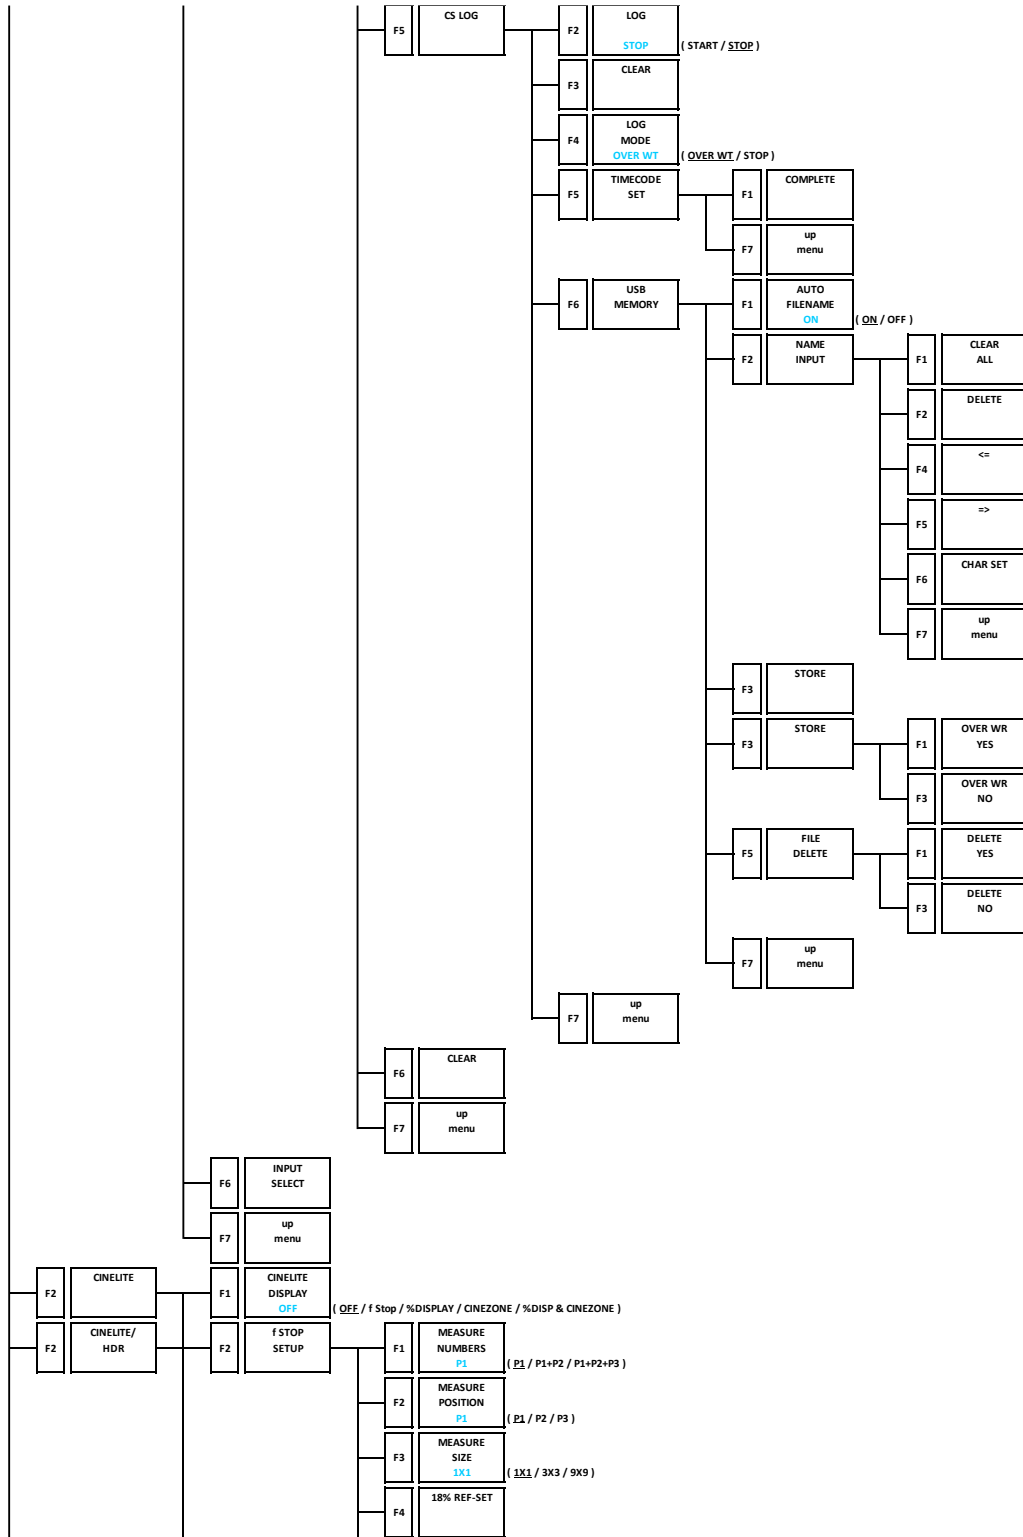 F5
CS LOG
F2
LOG
STOP
( START / STOP )
F3
CLEAR
F4
LOG
MODE
OVER WT
( OVER WT / STOP )
F5
TIMECODE
SET
F1
COMPLETE
F7
up
menu
F6
USB
MEMORY
F1
AUTO
FILENAME
ON
( ON / OFF )
F2
NAME
INPUT
F1
CLEAR
ALL
F2
DELETE
F4
<=
F5
=>
F6
CHAR SET
F7
up
menu
F3
STORE
F3
STORE
F1
OVER WR
YES
F3
OVER WR
NO
F5
FILE
DELETE
F1
DELETE
YES
F3
DELETE
NO
F7
up
menu
F7
up
menu
F6
CLEAR
F7
up
menu
F6
INPUT
SELECT
F7
up
menu
F2
CINELITE
F1
CINELITE
DISPLAY
OFF
( OFF / f Stop / %DISPLAY / CINEZONE / %DISP & CINEZONE )
F2
CINELITE/
HDR
F2
f STOP
SETUP
F1
MEASURE
NUMBERS
P1
( P1 / P1+P2 / P1+P2+P3 )
F2
MEASURE
POSITION
P1
( P1 / P2 / P3 )
F3
MEASURE
SIZE
1X1
( 1X1 / 3X3 / 9X9 )
F4
18% REF-SET